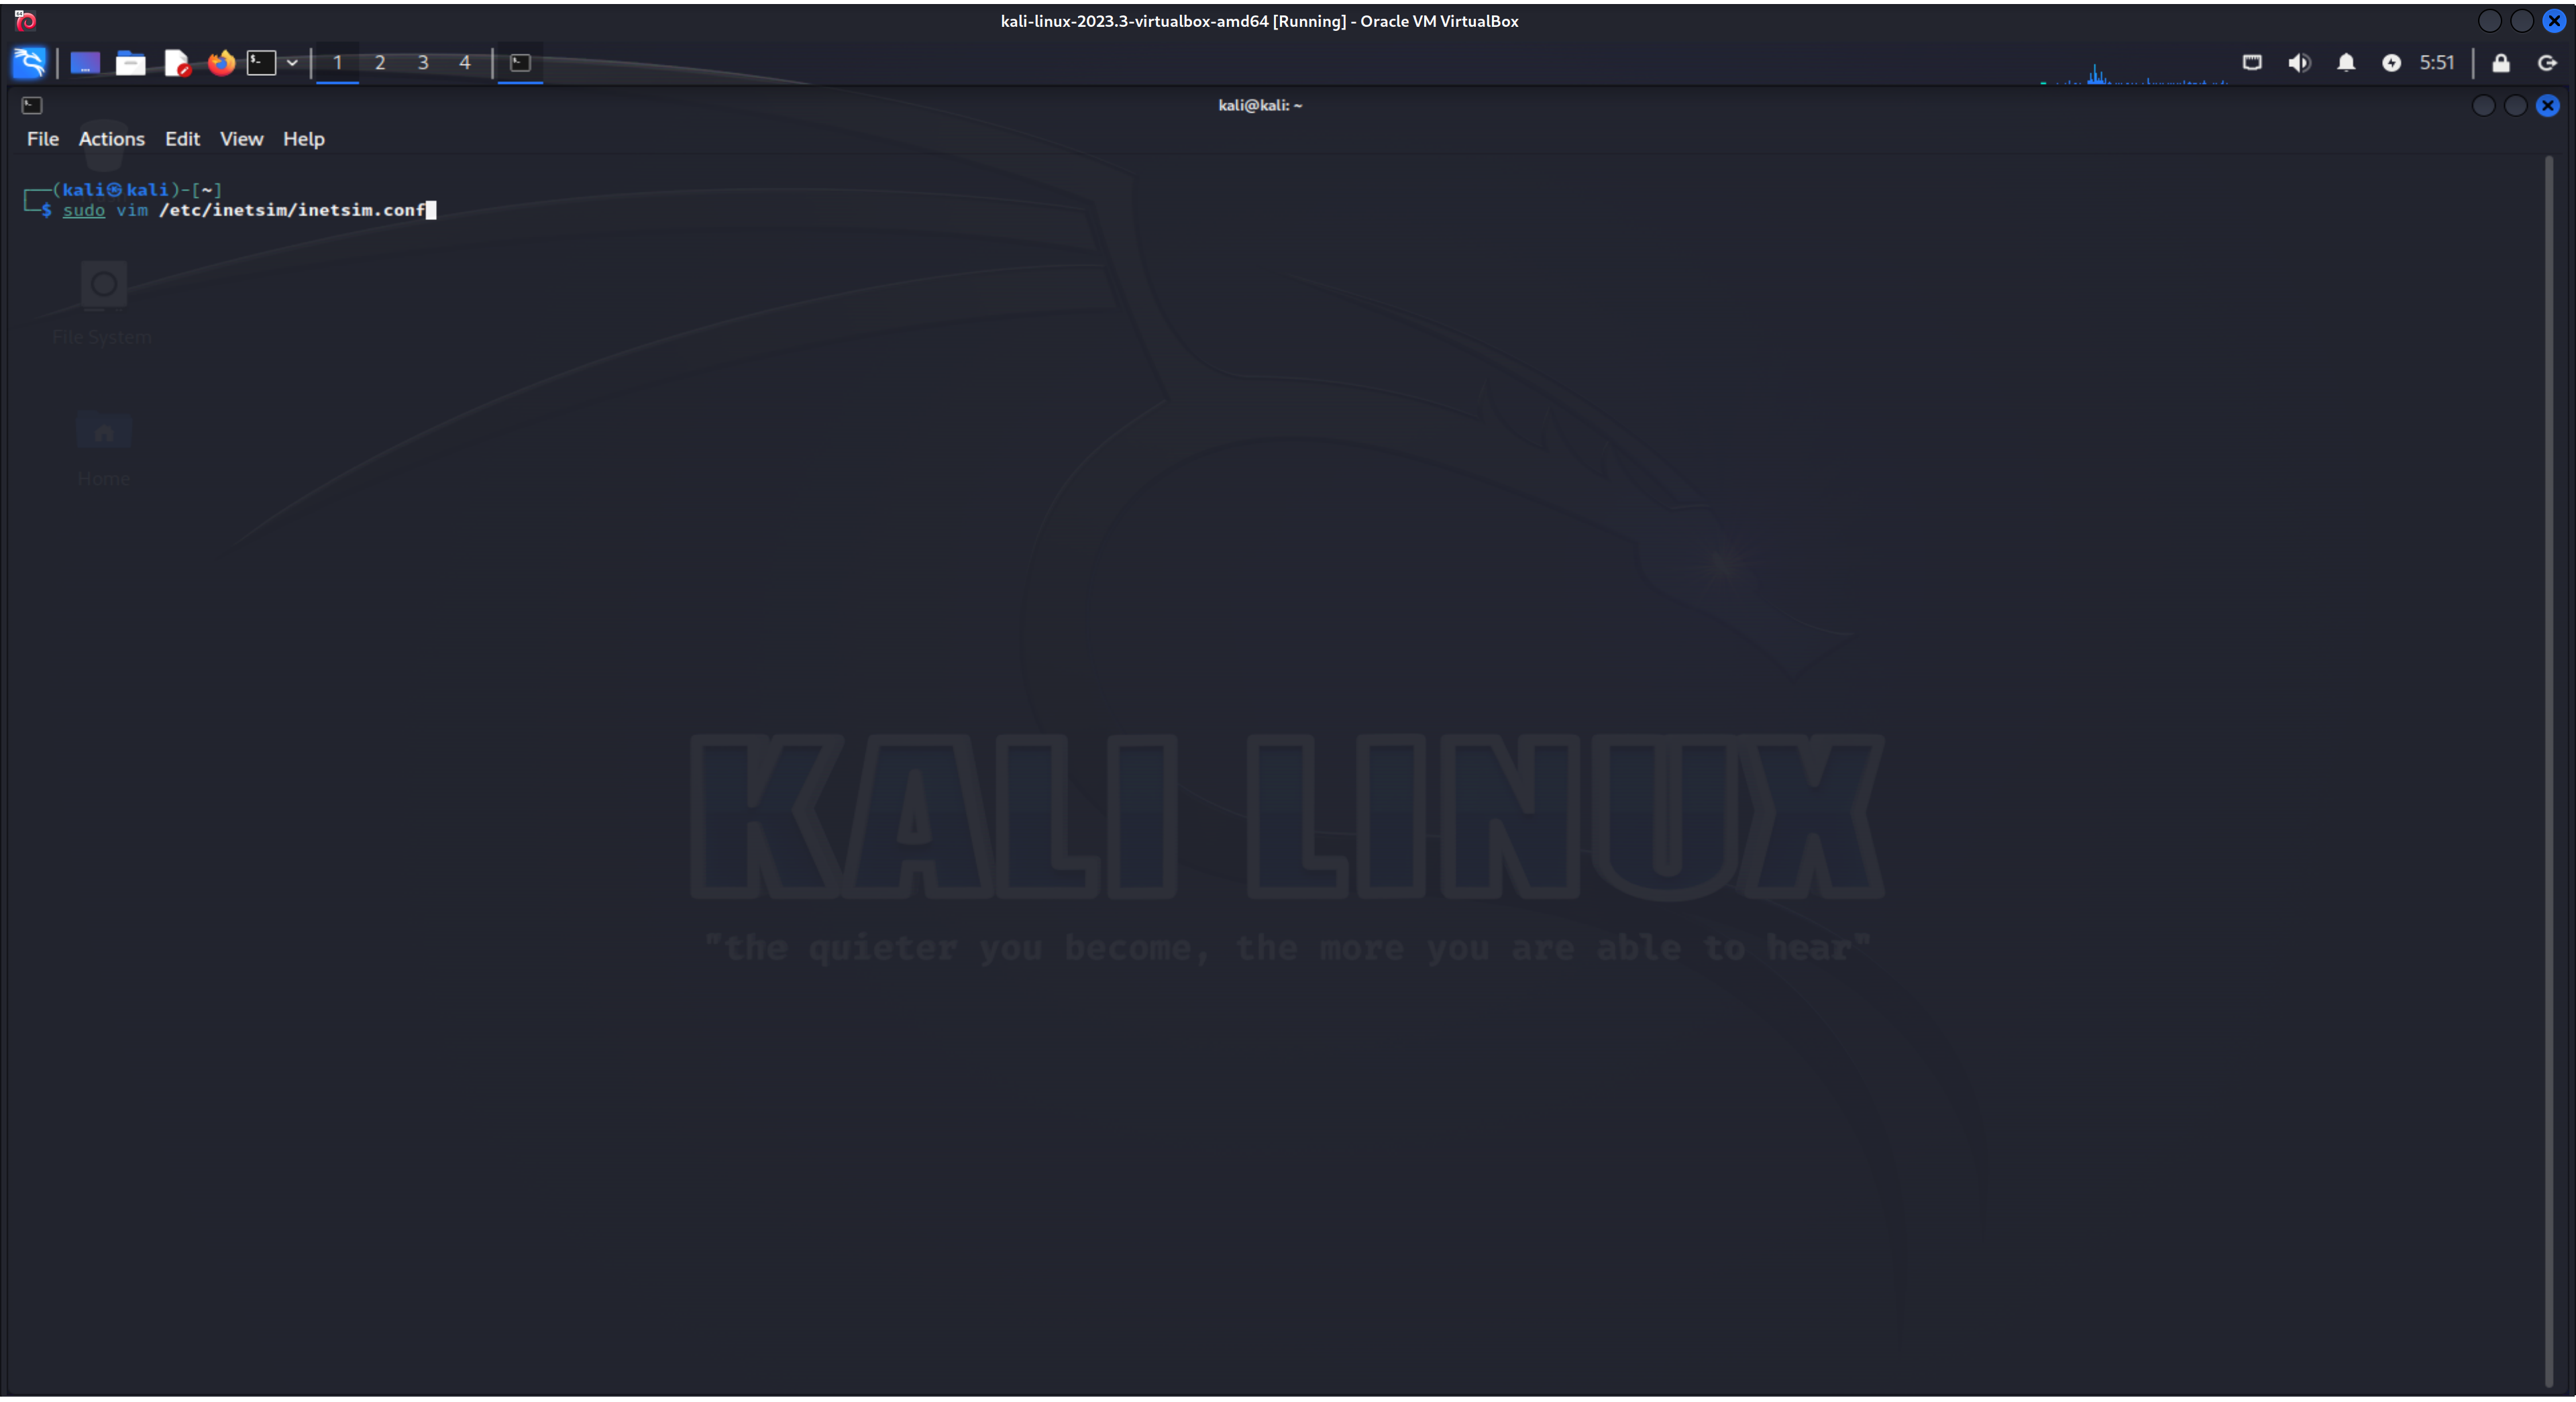 kali-linux-2023.3-virtualbox-amd64 [Running] - Oracle VM VirtualBox
1 2 3 4 5:51
kali@kali: ~
File Actions Edit View Help
┌──(kali㉿kali)-[~]
└─$ sudo vim /etc/inetsim/inetsim.conf
File System
Home
KALI LINUX
"the quieter you become, the more you are able to hear"